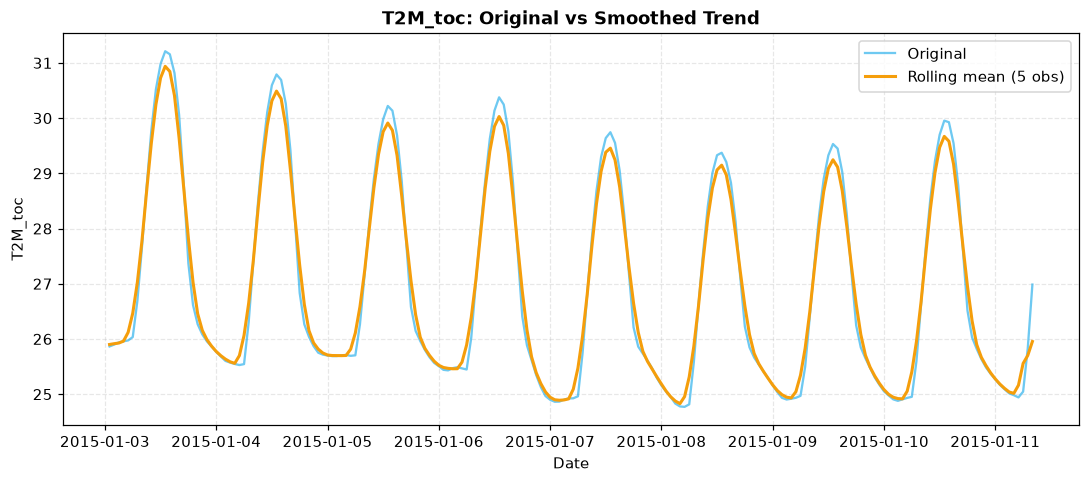 T2M_toc: Original vs Smoothed Trend
Original
Rolling mean (5 obs)
T2M_toc
31
30
29
28
27
26
25
2015-01-03 2015-01-04 2015-01-05 2015-01-06 2015-01-07 2015-01-08 2015-01-09 2015-01-10 2015-01-11
Date